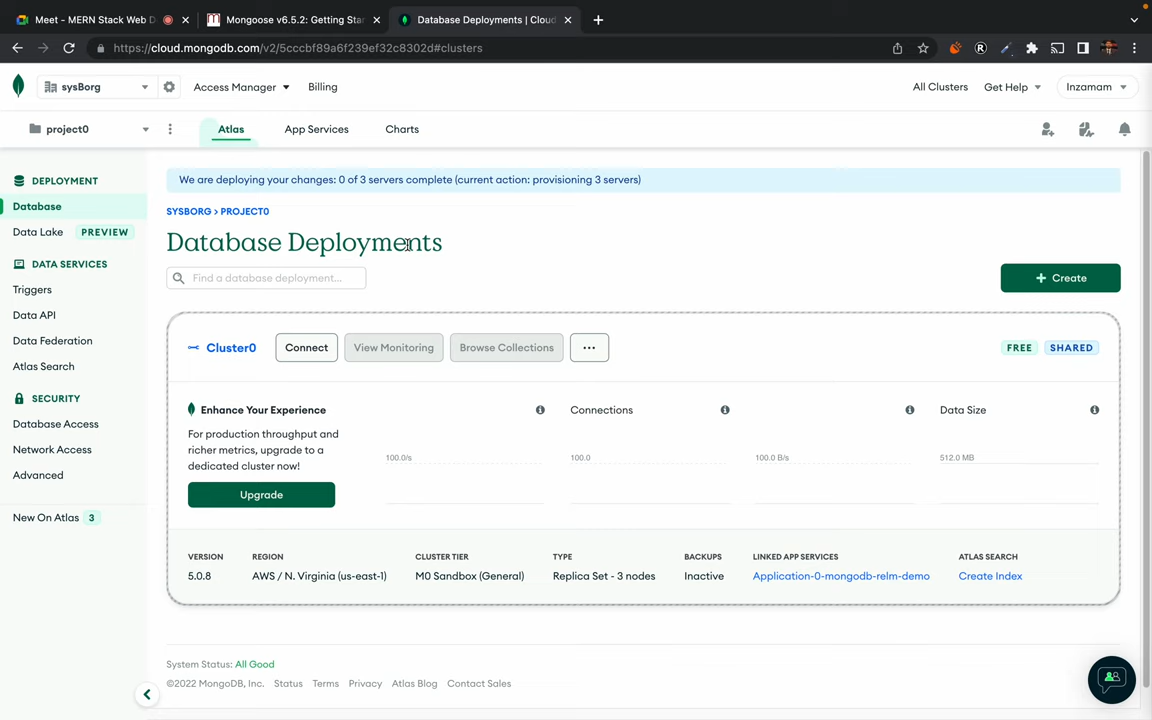 Meet - MERN Stack Web D
Mongoose v6.5.2: Getting Star
Database Deployments | Cloud
https://cloud.mongodb.com/v2/5cccbf89a6f239ef32c8302d#clusters
sysBorg
Access Manager
Billing
All Clusters
Get Help
Inzamam
project0
Atlas
App Services
Charts
DEPLOYMENT
Database
Data Lake PREVIEW
DATA SERVICES
Triggers
Data API
Data Federation
Atlas Search
SECURITY
Database Access
Network Access
Advanced
New On Atlas 3
We are deploying your changes: 0 of 3 servers complete (current action: provisioning 3 servers)
SYSBORG > PROJECT0
Database Deployments
Find a database deployment...
+ Create
Cluster0
Connect
View Monitoring
Browse Collections
...
FREE
SHARED
Enhance Your Experience
For production throughput and
richer metrics, upgrade to a
dedicated cluster now!
Upgrade
100.0/s
Connections
100.0
100.0 B/s
Data Size
512.0 MB
VERSION
5.0.8
REGION
AWS / N. Virginia (us-east-1)
CLUSTER TIER
M0 Sandbox (General)
TYPE
Replica Set - 3 nodes
BACKUPS
Inactive
LINKED APP SERVICES
Application-0-mongodb-relm-demo
ATLAS SEARCH
Create Index
System Status: All Good
©2022 MongoDB, Inc. Status Terms Privacy Atlas Blog Contact Sales